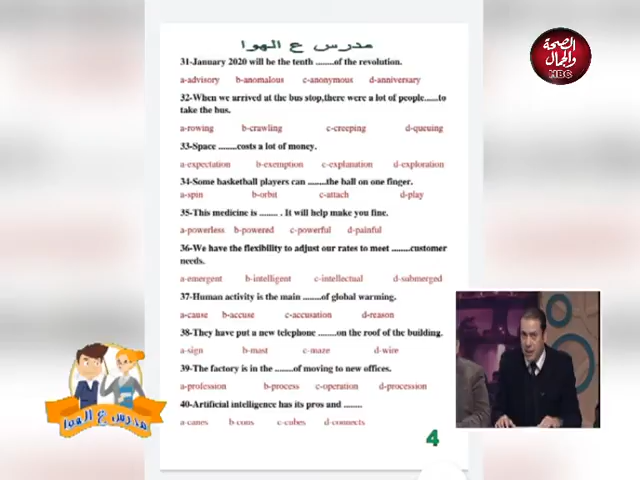 مدرس ع الهوا
31-January 2020 will be the tenth ........of the revolution.
a-advisory b-anomalous c-anonymous d-anniversary
32-When we arrived at the bus stop,there were a lot of people......to
take the bus.
a-rowing b-crawling c-creeping d-queuing
33-Space ........costs a lot of money.
a-expectation b-exemption c-explanation d-exploration
34-Some basketball players can ........the ball on one finger.
a-spin b-orbit c-attach d-play
35-This medicine is ........ . It will help make you fine.
a-powerless b-powered c-powerful d-painful
36-We have the flexibility to adjust our rates to meet ........customer
needs.
a-emergent b-intelligent c-intellectual d-submerged
37-Human activity is the main ........of global warming.
a-cause b-accuse c-accusation d-reason
38-They have put a new telephone ........on the roof of the building.
a-sign b-mast c-maze d-wire
39-The factory is in the ........of moving to new offices.
a-profession b-process c-operation d-procession
40-Artificial intelligence has its pros and ........
a-canes b-cons c-cubes d-connects
4
الصحة
والجمال
HBC
مدرس ع الهوا